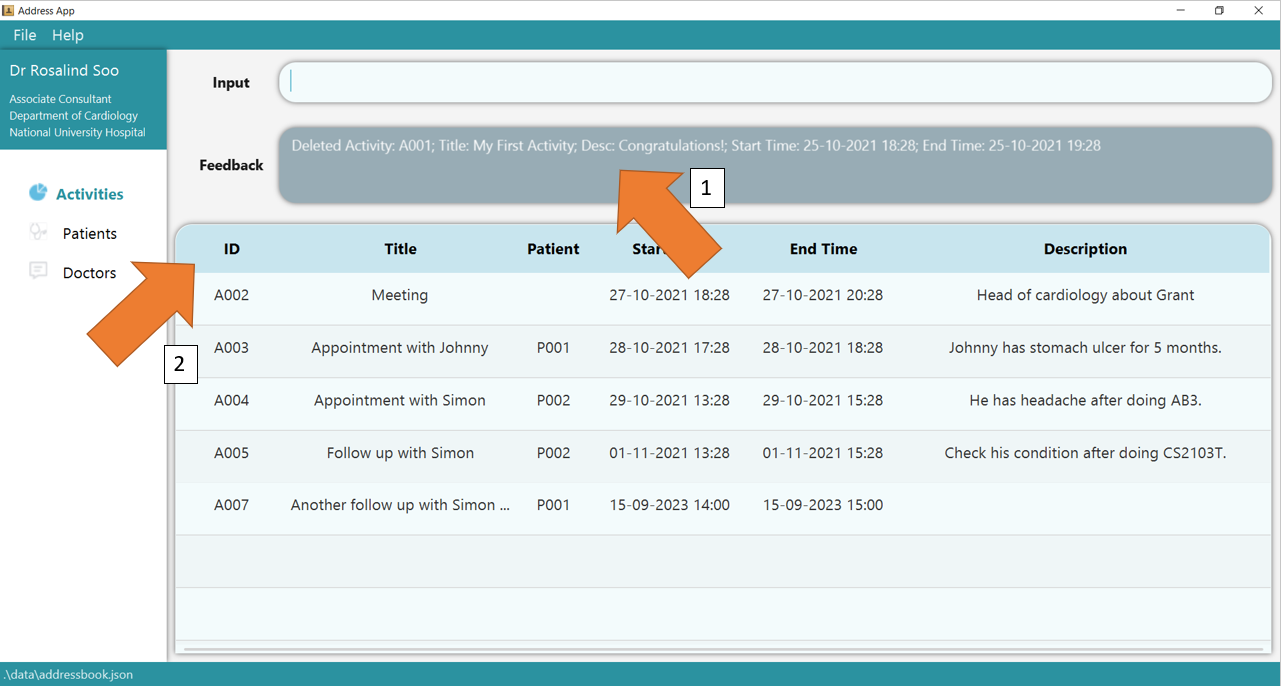 Address App
File Help
Dr Rosalind Soo
Associate Consultant
Department of Cardiology
National University Hospital
Activities
Patients
Doctors
Input
Feedback
Deleted Activity: A001; Title: My First Activity; Desc: Congratulations!; Start Time: 25-10-2021 18:28; End Time: 25-10-2021 19:28
1
2
ID Title Patient Start End Time Description
A002 Meeting 27-10-2021 18:28 27-10-2021 20:28 Head of cardiology about Grant
A003 Appointment with Johnny P001 28-10-2021 17:28 28-10-2021 18:28 Johnny has stomach ulcer for 5 months.
A004 Appointment with Simon P002 29-10-2021 13:28 29-10-2021 15:28 He has headache after doing AB3.
A005 Follow up with Simon P002 01-11-2021 13:28 01-11-2021 15:28 Check his condition after doing CS2103T.
A007 Another follow up with Simon ... P001 15-09-2023 14:00 15-09-2023 15:00
.\data\addressbook.json